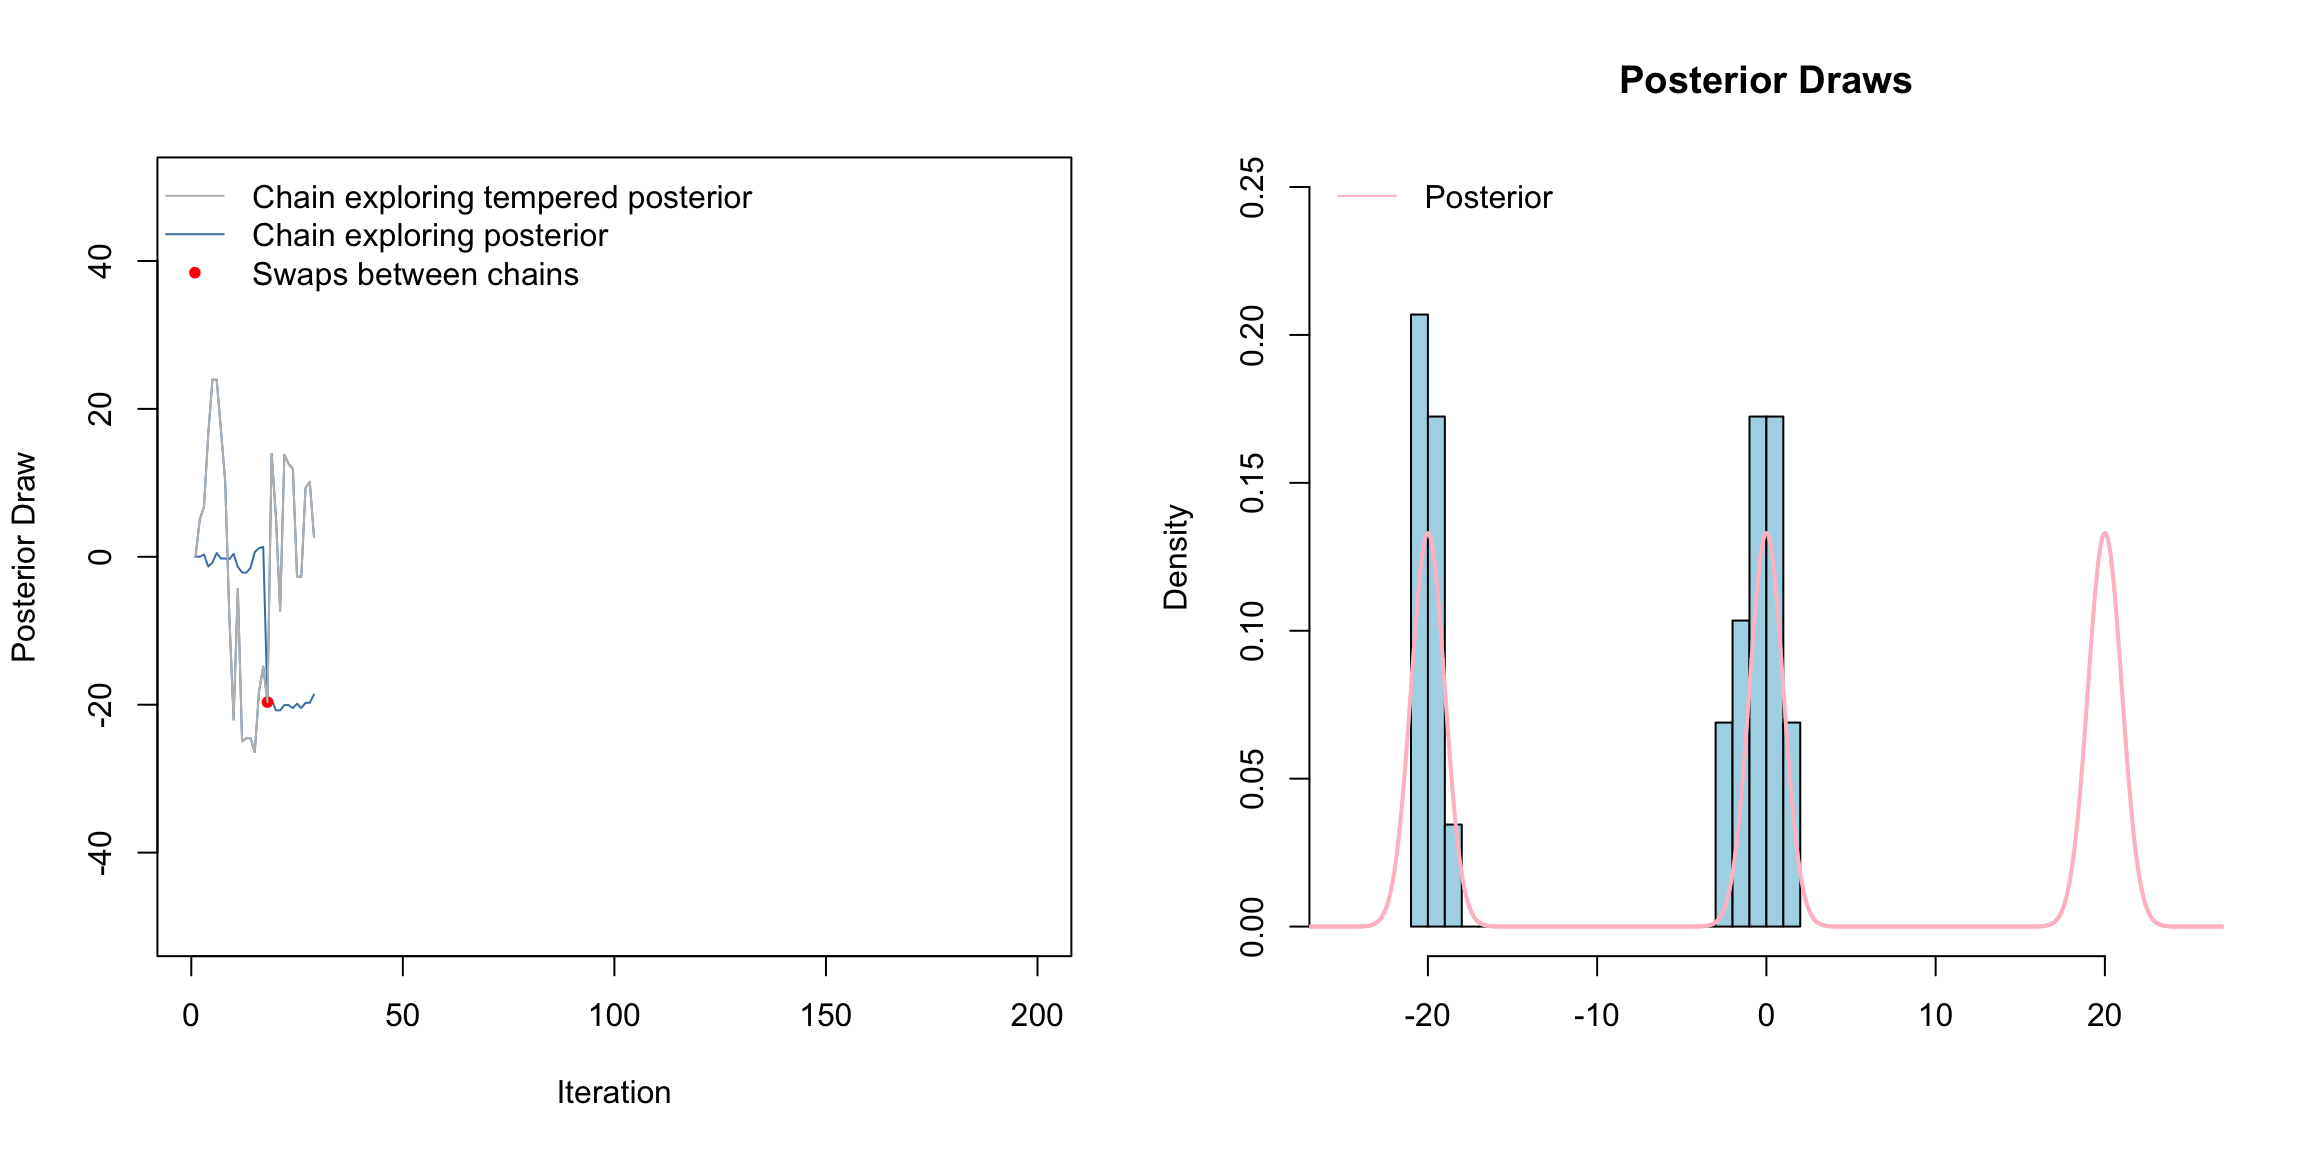 Chain exploring tempered posterior
Chain exploring posterior
Swaps between chains
Posterior Draw
40
20
0
-20
-40
0 50 100 150 200
Iteration
Posterior Draws
Posterior
Density
0.25
0.20
0.15
0.10
0.05
0.00
-20 -10 0 10 20